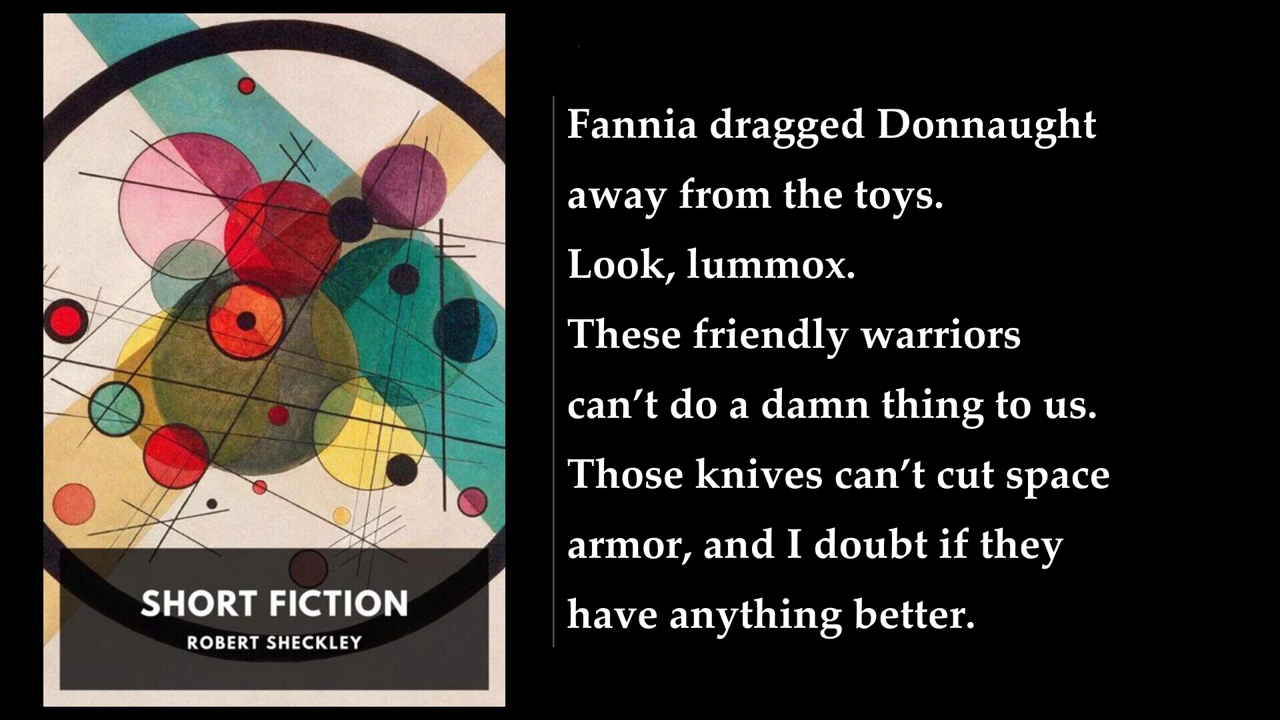 SHORT FICTION
ROBERT SHECKLEY
Fannia dragged Donnaught
away from the toys.
Look, lummox.
These friendly warriors
can’t do a damn thing to us.
Those knives can’t cut space
armor, and I doubt if they
have anything better.